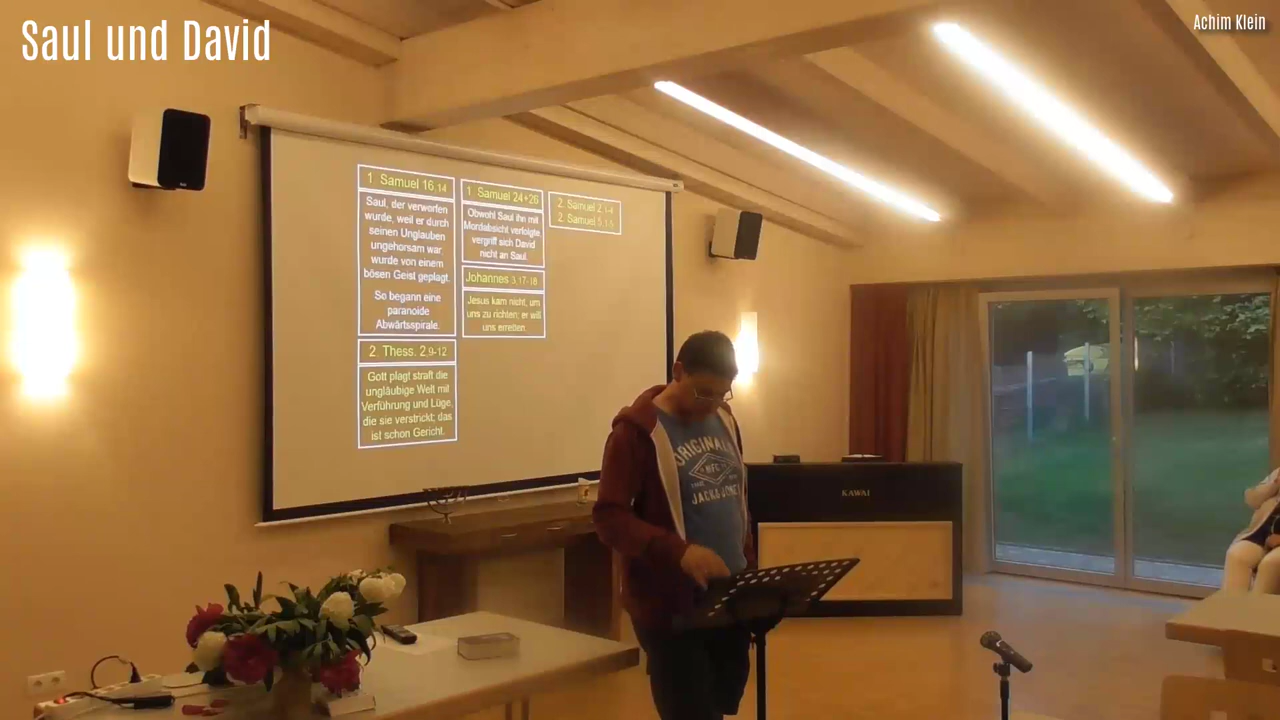 Saul und David
Achim Klein
1. Samuel 16,14
Saul, der verworfen
wurde, weil er durch
seinen Unglauben
ungehorsam war,
wurde von einem
bösen Geist geplagt.
So begann eine
paranoide
Abwärtsspirale.
2. Thess. 2,9-12
Gott plagt straft die
ungläubige Welt mit
Verführung und Lüge,
die sie verstrickt; das
ist schon Gericht.
1. Samuel 24+26
Obwohl Saul ihn mit
Mordabsicht verfolgte,
vergriff sich David
nicht an Saul.
Johannes 3,17-18
Jesus kam nicht, um
uns zu richten; er will
uns erretten.
2. Samuel 2,1-4
2. Samuel 5,1-5
ORIGINALS
JACK&JONES
KAWAI